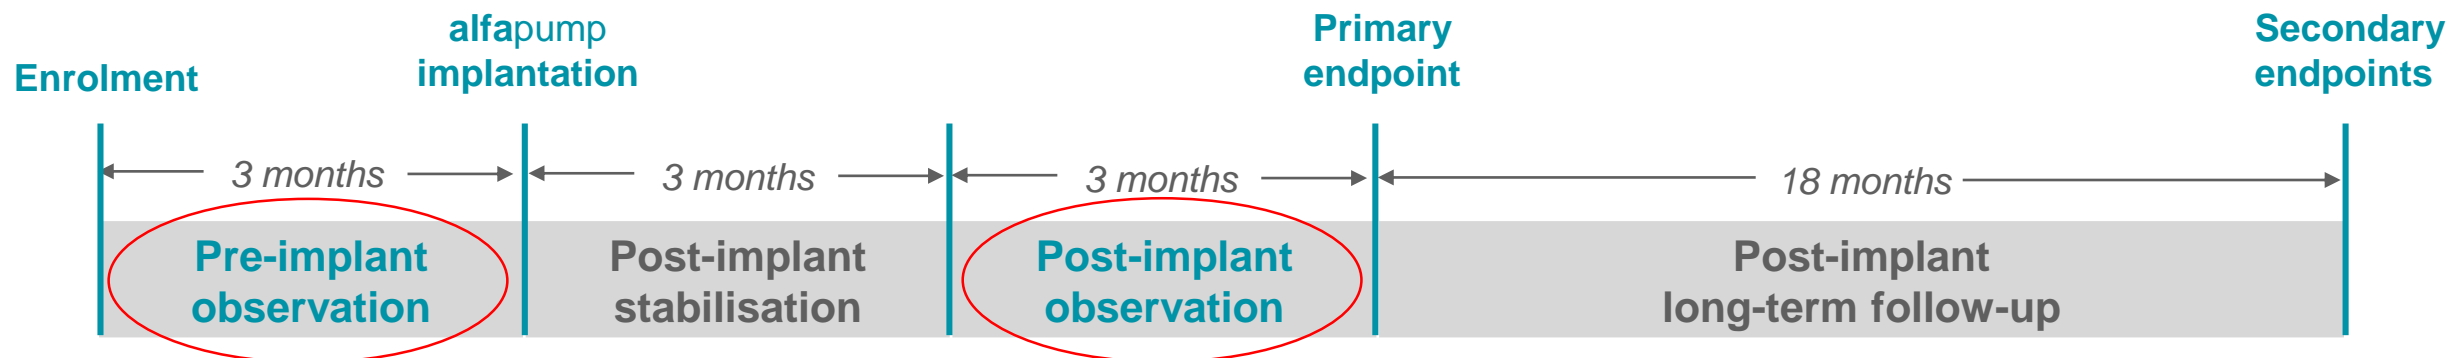 Enrolment
alfapump
implantation
Primary
endpoint
Secondary
endpoints
3 months
3 months
3 months
18 months
Pre-implant
observation
Post-implant
stabilisation
Post-implant
observation
Post-implant
long-term follow-up